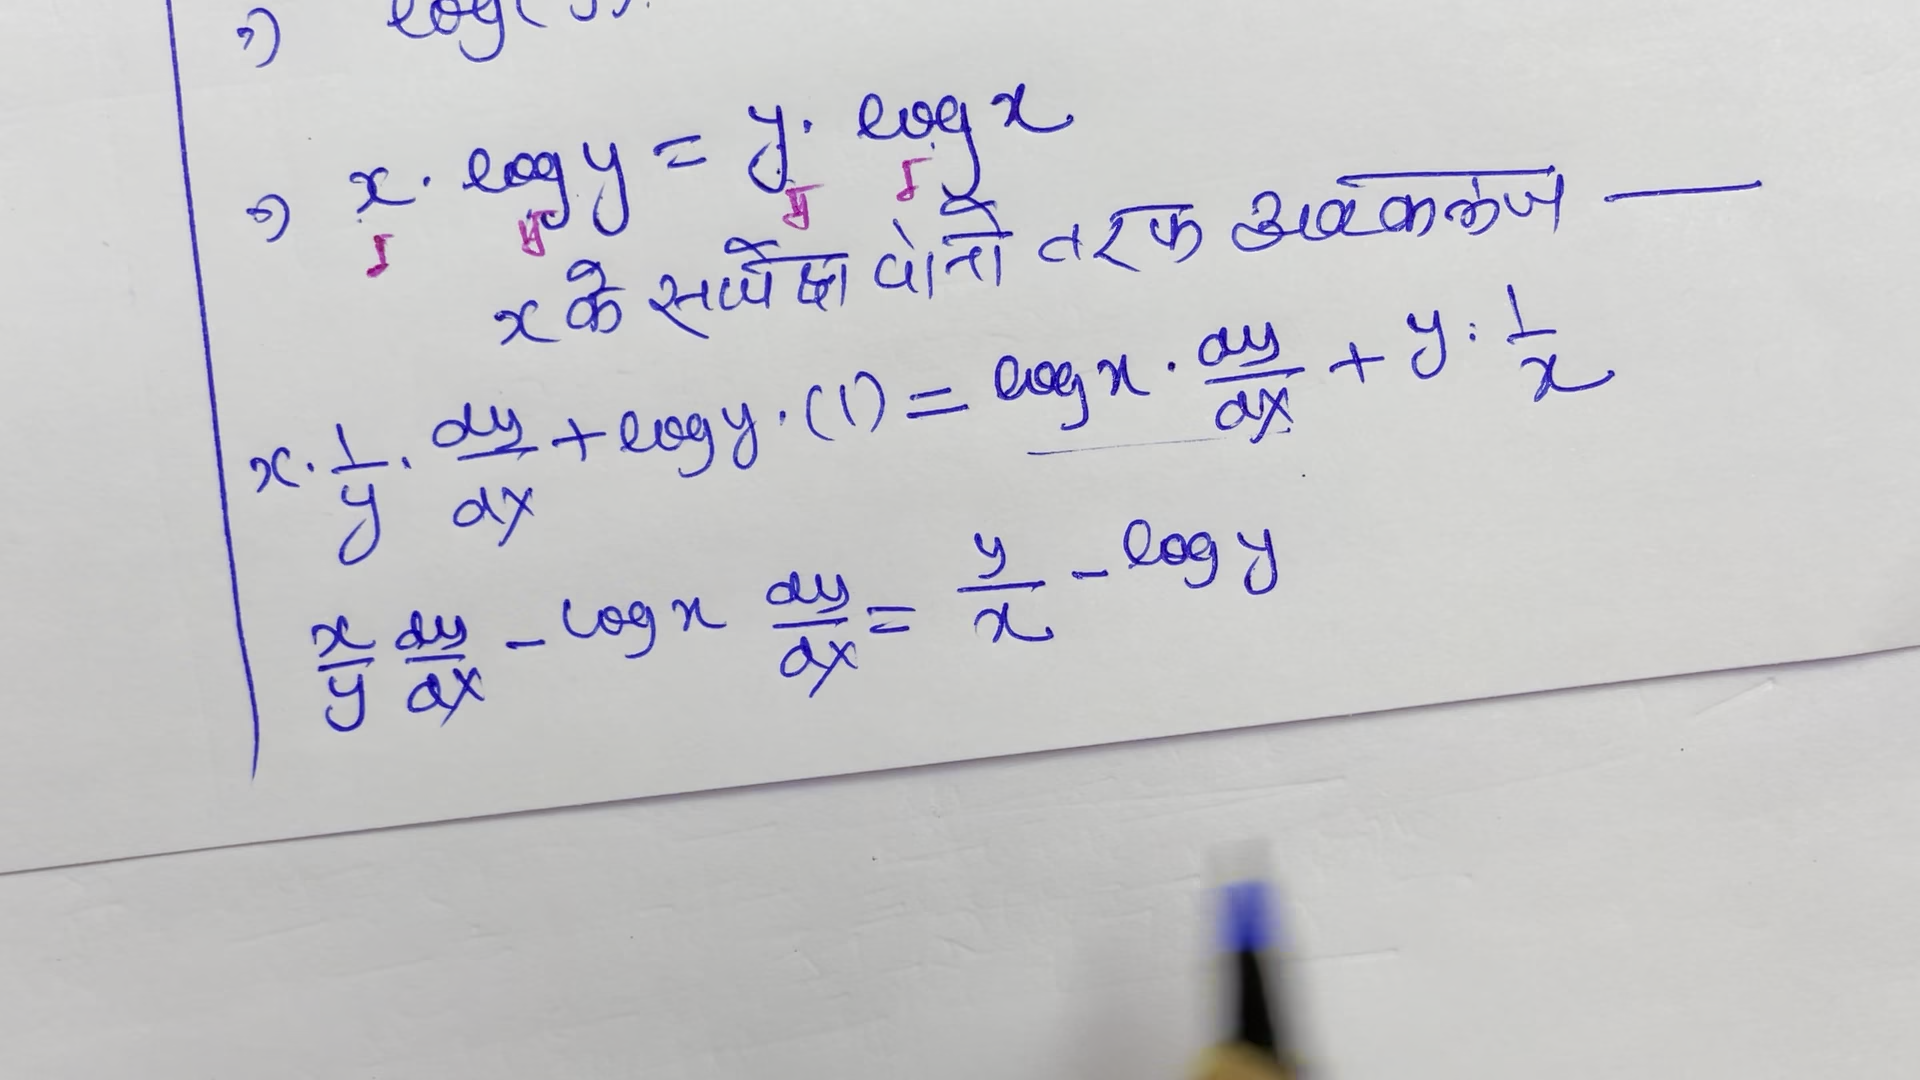 ⇒ log(
⇒ x · log y = y · log x
I II II I
x के सापेक्ष दोनों तरफ अवकलन —
x · 1/y · dy/dx + log y · (1) = log x · dy/dx + y · 1/x
x/y dy/dx - log x dy/dx = y/x - log y